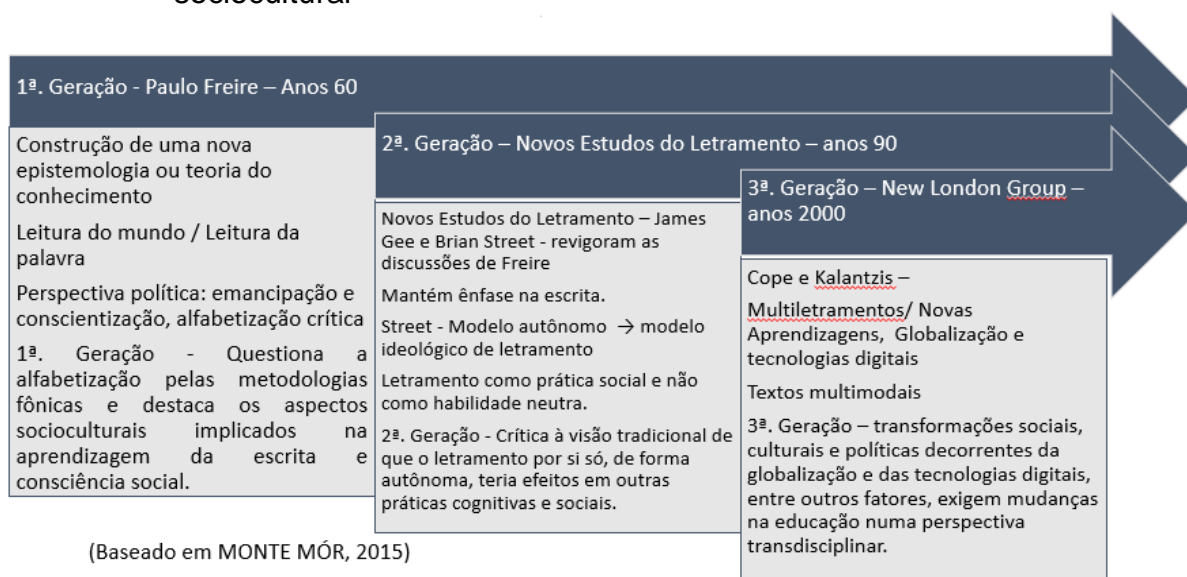 sociocultural
1ª. Geração - Paulo Freire – Anos 60
Construção de uma nova
epistemologia ou teoria do
conhecimento
Leitura do mundo / Leitura da
palavra
Perspectiva política: emancipação e
conscientização, alfabetização crítica
1ª. Geração - Questiona a
alfabetização pelas metodologias
fônicas e destaca os aspectos
socioculturais implicados na
aprendizagem da escrita e
consciência social.
2ª. Geração – Novos Estudos do Letramento – anos 90
Novos Estudos do Letramento – James
Gee e Brian Street - revigoram as
discussões de Freire
Mantém ênfase na escrita.
Street - Modelo autônomo → modelo
ideológico de letramento
Letramento como prática social e não
como habilidade neutra.
2ª. Geração - Crítica à visão tradicional de
que o letramento por si só, de forma
autônoma, teria efeitos em outras
práticas cognitivas e sociais.
3ª. Geração – New London Group –
anos 2000
Cope e Kalantzis –
Multiletramentos/ Novas
Aprendizagens, Globalização e
tecnologias digitais
Textos multimodais
3ª. Geração – transformações sociais,
culturais e políticas decorrentes da
globalização e das tecnologias digitais,
entre outros fatores, exigem mudanças
na educação numa perspectiva
transdisciplinar.
(Baseado em MONTE MÓR, 2015)